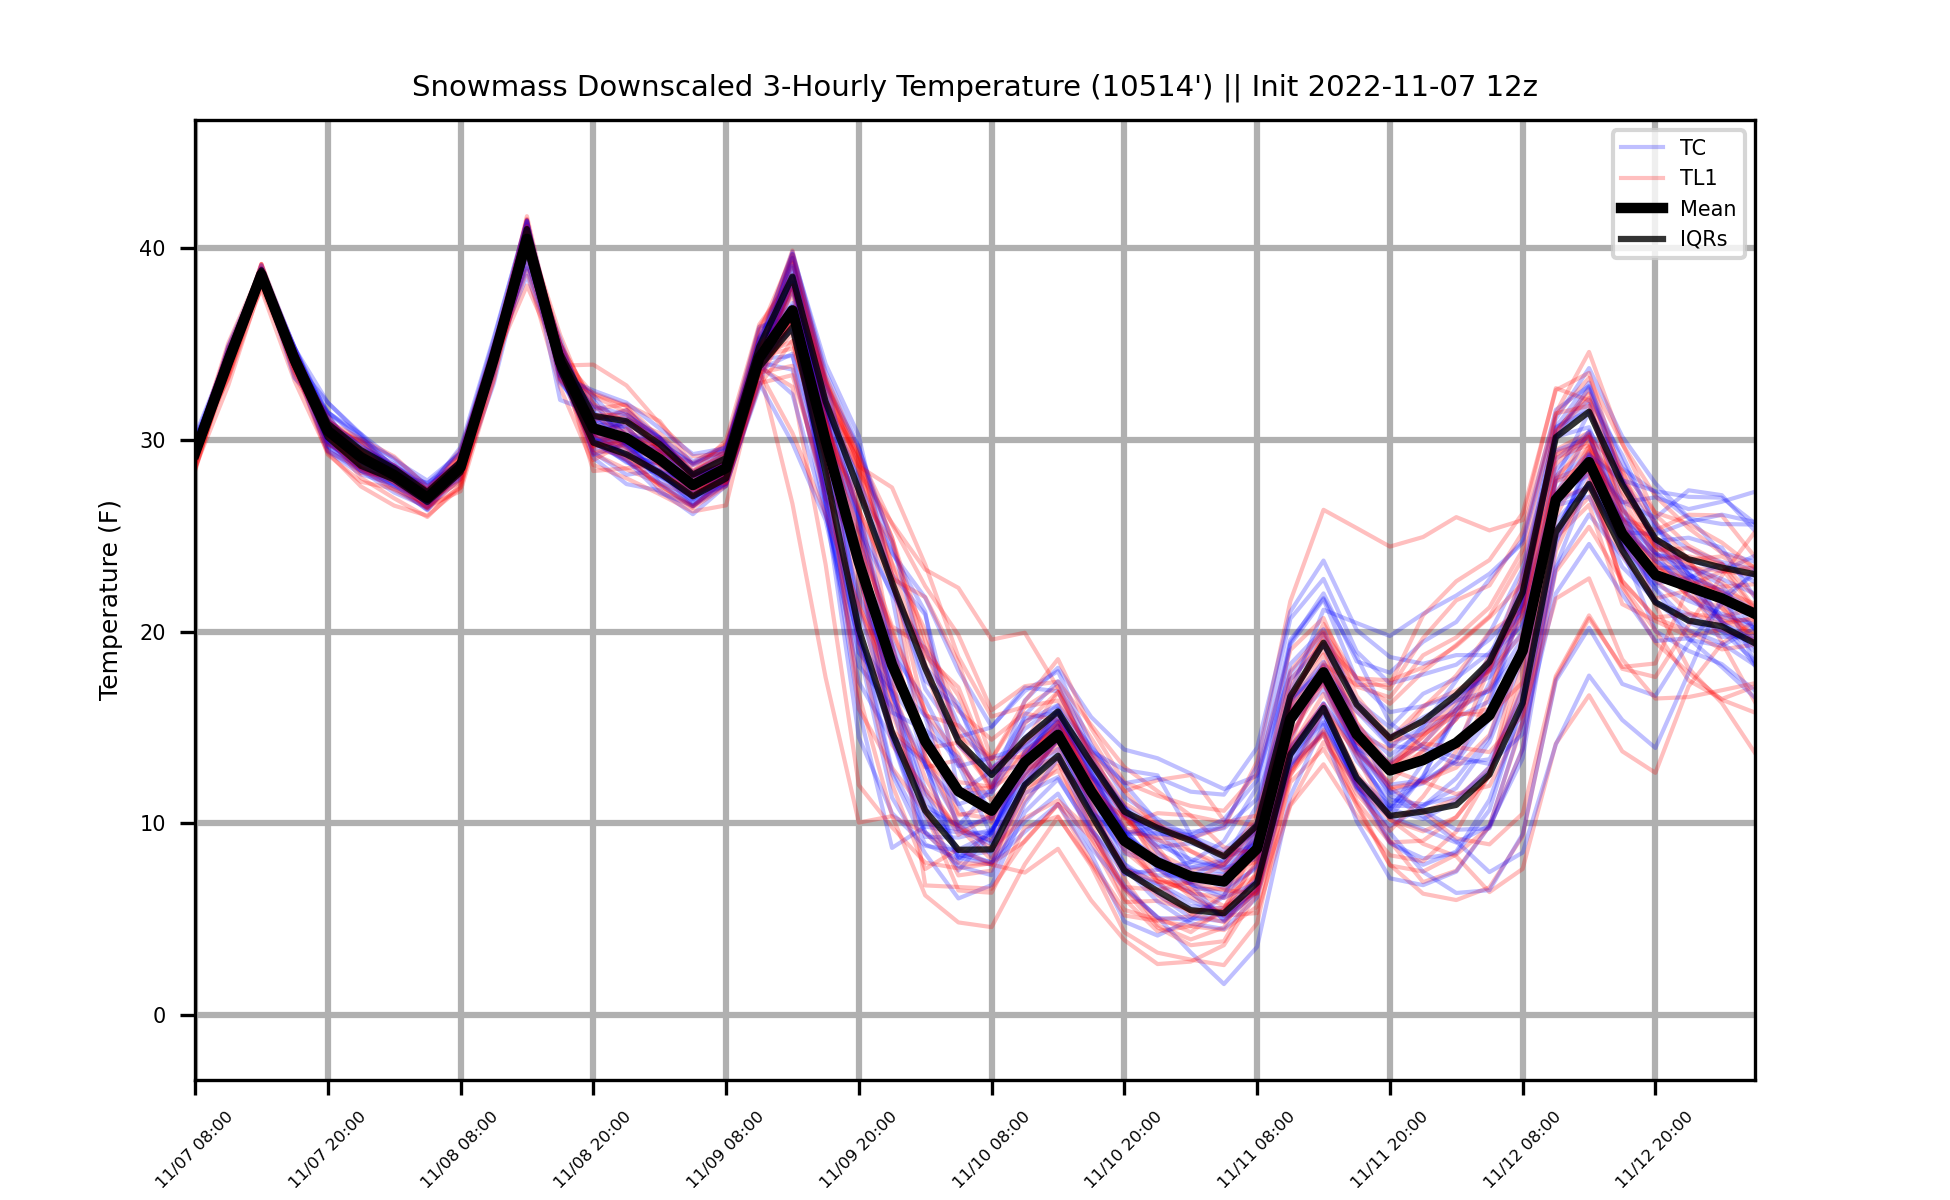 Snowmass Downscaled 3-Hourly Temperature (10514') || Init 2022-11-07 12z
TC
TL1
Mean
IQRs
Temperature (F)
40
30
20
10
0
11/07 08:00
11/07 20:00
11/08 08:00
11/08 20:00
11/09 08:00
11/09 20:00
11/10 08:00
11/10 20:00
11/11 08:00
11/11 20:00
11/12 08:00
11/12 20:00